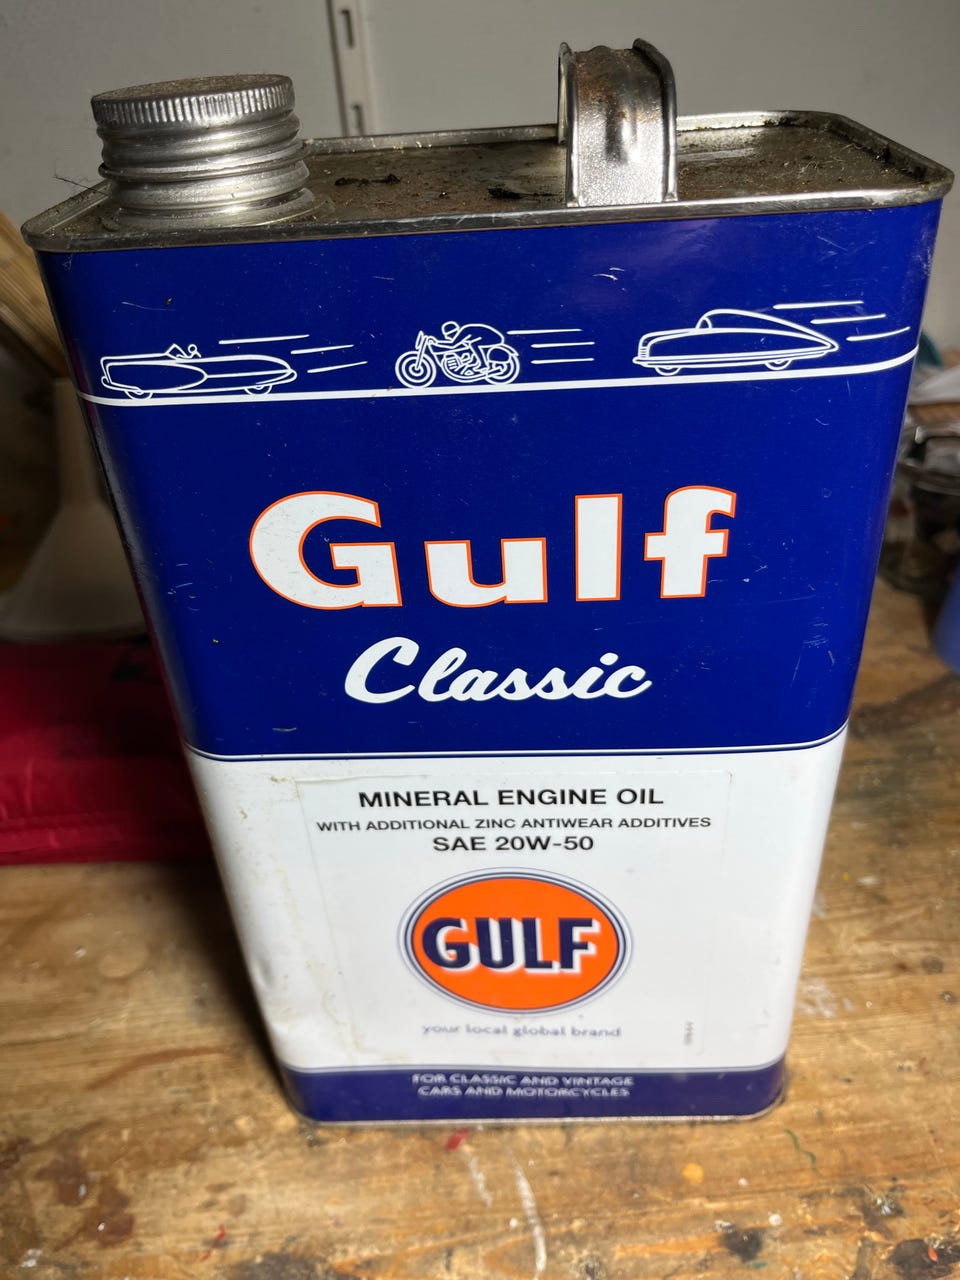 Gulf
Classic
MINERAL ENGINE OIL
WITH ADDITIONAL ZINC ANTIWEAR ADDITIVES
SAE 20W-50
GULF
your local global brand
FOR CLASSIC AND VINTAGE
CARS AND MOTORCYCLES